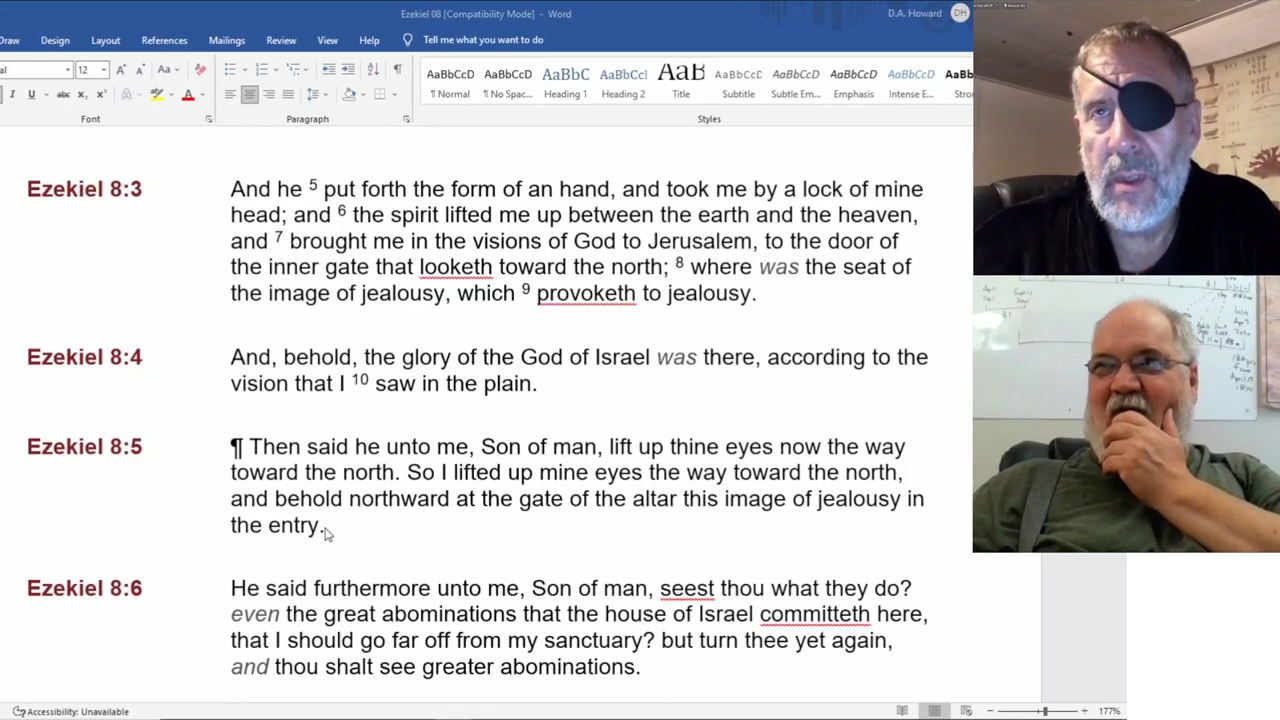 Ezekiel 08 [Compatibility Mode] - Word
D.A. Howard DH
Draw Design Layout References Mailings Review View Help Tell me what you want to do
12
AaBbCcD AaBbCcD AaBbC AaBbCcl AaB AaBbCcD AaBbCcD AaBbCcD AaBbCcD AaBb
¶ Normal ¶ No Spac... Heading 1 Heading 2 Title Subtitle Subtle Em... Emphasis Intense E...
Font Paragraph Styles
Ezekiel 8:3 And he 5 put forth the form of an hand, and took me by a lock of mine
head; and 6 the spirit lifted me up between the earth and the heaven,
and 7 brought me in the visions of God to Jerusalem, to the door of
the inner gate that looketh toward the north; 8 where was the seat of
the image of jealousy, which 9 provoketh to jealousy.
Ezekiel 8:4 And, behold, the glory of the God of Israel was there, according to the
vision that I 10 saw in the plain.
Ezekiel 8:5 ¶ Then said he unto me, Son of man, lift up thine eyes now the way
toward the north. So I lifted up mine eyes the way toward the north,
and behold northward at the gate of the altar this image of jealousy in
the entry.
Ezekiel 8:6 He said furthermore unto me, Son of man, seest thou what they do?
even the great abominations that the house of Israel committeth here,
that I should go far off from my sanctuary? but turn thee yet again,
and thou shalt see greater abominations.
Accessibility: Unavailable
177%